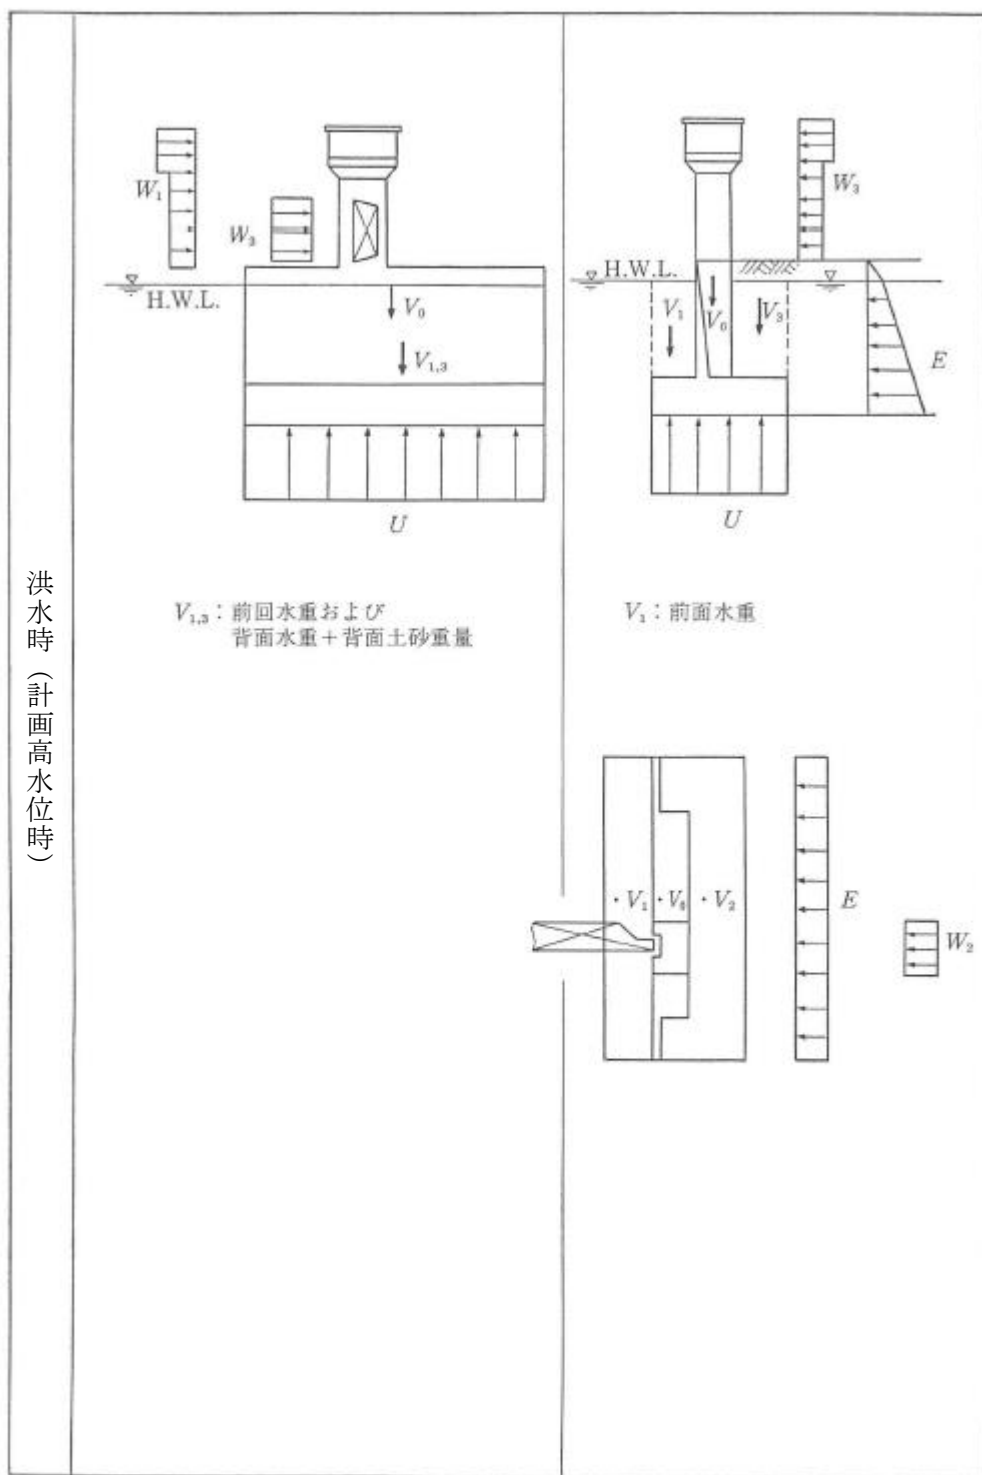 洪水時（計画高水位時）
W₁
W₃
H.W.L.
V₀
V₁,₃
U
V₁,₃：前回水重および
背面水重＋背面土砂重量
W₃
H.W.L.
V₁
V₀
V₃
E
U
V₁：前面水重
・V₁ ・V₀ ・V₂
E
W₂